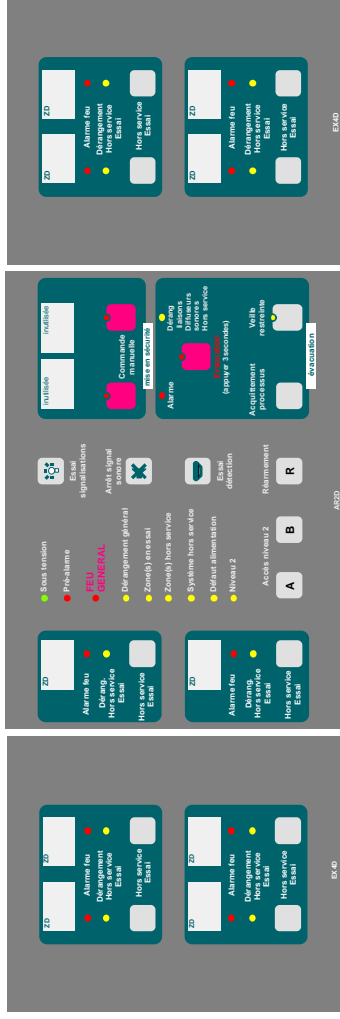 ZD
ZD
Alarme feu
Dérangement
Hors service
Essai
Hors service
Essai
ZD
ZD
Alarme feu
Dérangement
Hors service
Essai
Hors service
Essai
EX 4D
ZD
Alarme feu
Dérang.
Hors service
Essai
Hors service
Essai
ZD
Alarme feu
Dérang.
Hors service
Essai
Hors service
Essai
Sous tension
Pré-alarme
FEU
GENERAL
Dérangement général
Zone(s) en essai
Zone(s) hors service
Système hors service
Défaut alimentation
Niveau 2
Accès niveau 2
A
B
Essai
signalisations
Arrêt signal
sonore
Essai
détection
Réarmement
R
inutilisée
inutilisée
Commande
manuelle
mise en sécurité
Alarme
Dérang
liaisons
Diffuseurs
sonores
Hors service
Evacuation
(appuyer 3 secondes)
Acquittement
processus
Veille
restreinte
évacuation
AR2D
ZD
ZD
Alarme feu
Dérangement
Hors service
Essai
Hors service
Essai
ZD
ZD
Alarme feu
Dérangement
Hors service
Essai
Hors service
Essai
EX4D